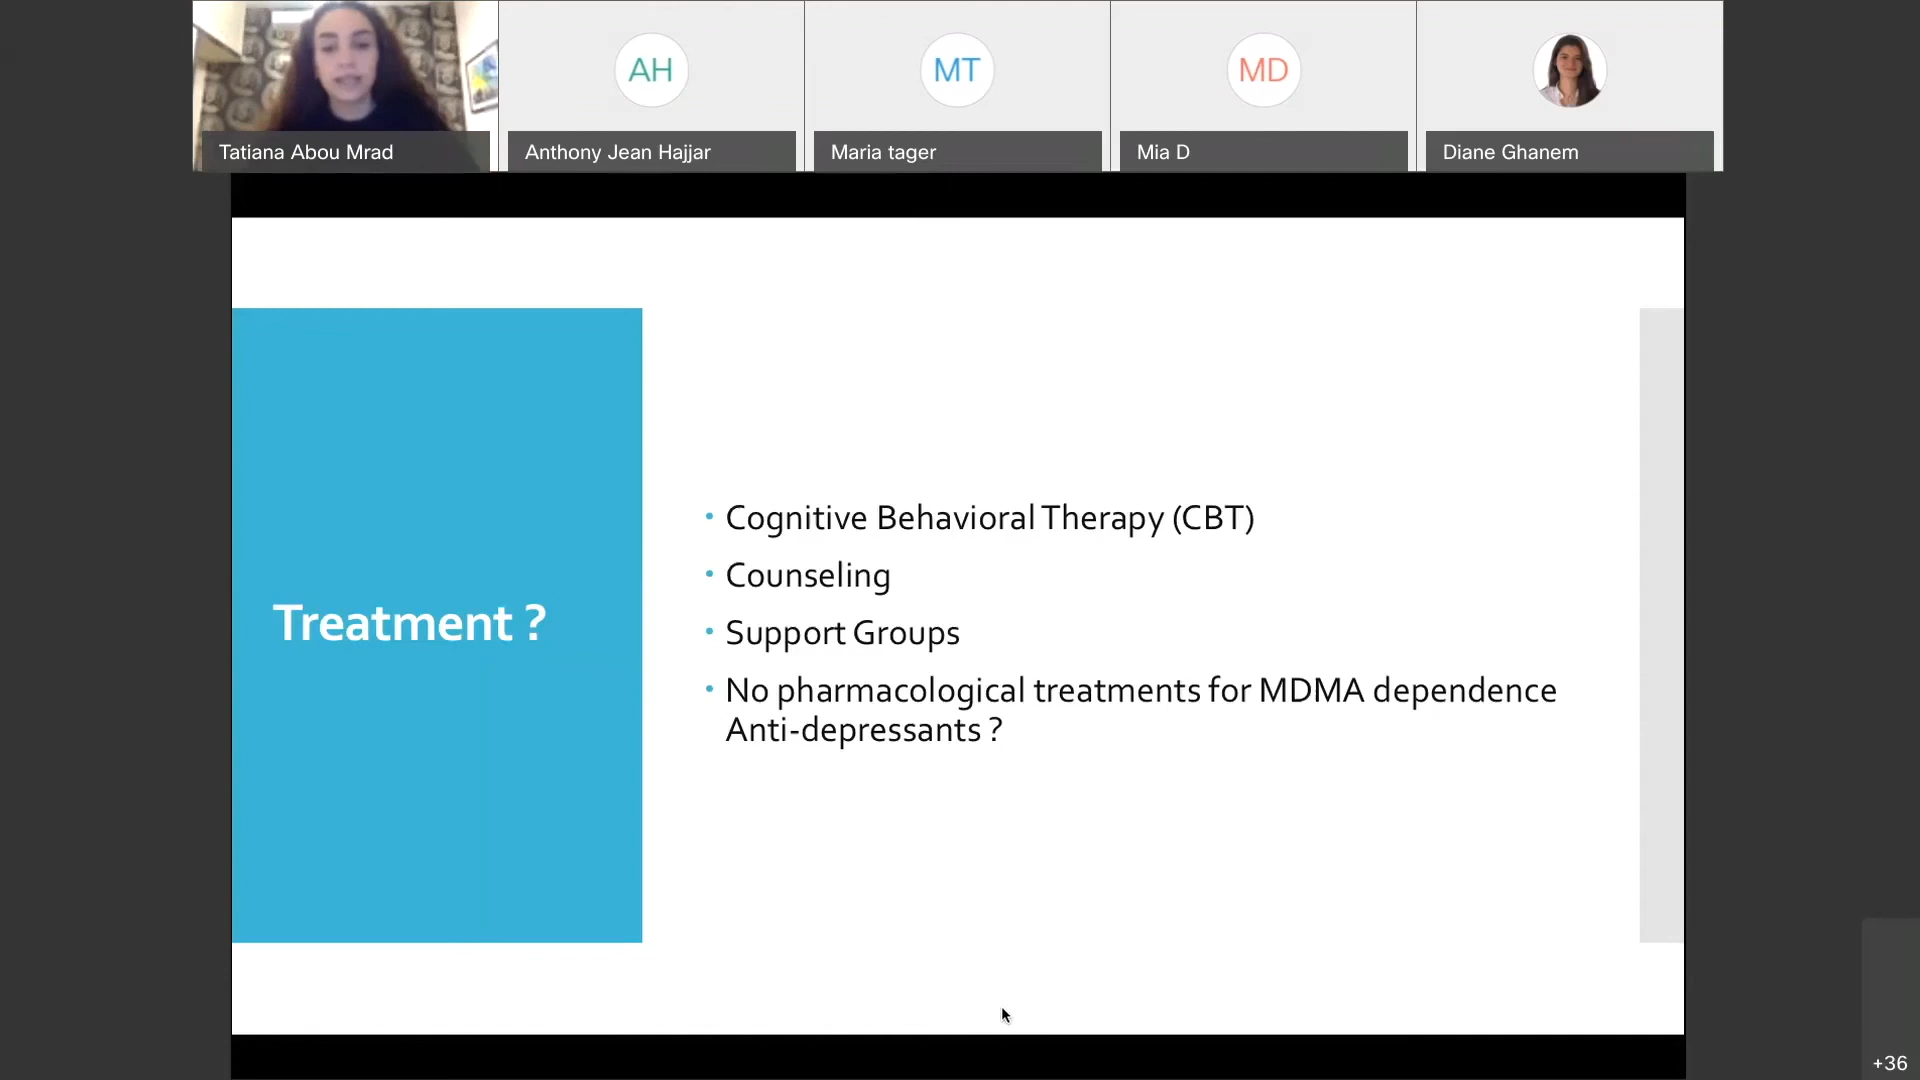 AH
MT
MD
Tatiana Abou Mrad
Anthony Jean Hajjar
Maria tager
Mia D
Diane Ghanem
Treatment ?
• Cognitive Behavioral Therapy (CBT)
• Counseling
• Support Groups
• No pharmacological treatments for MDMA dependence
Anti-depressants ?
+36